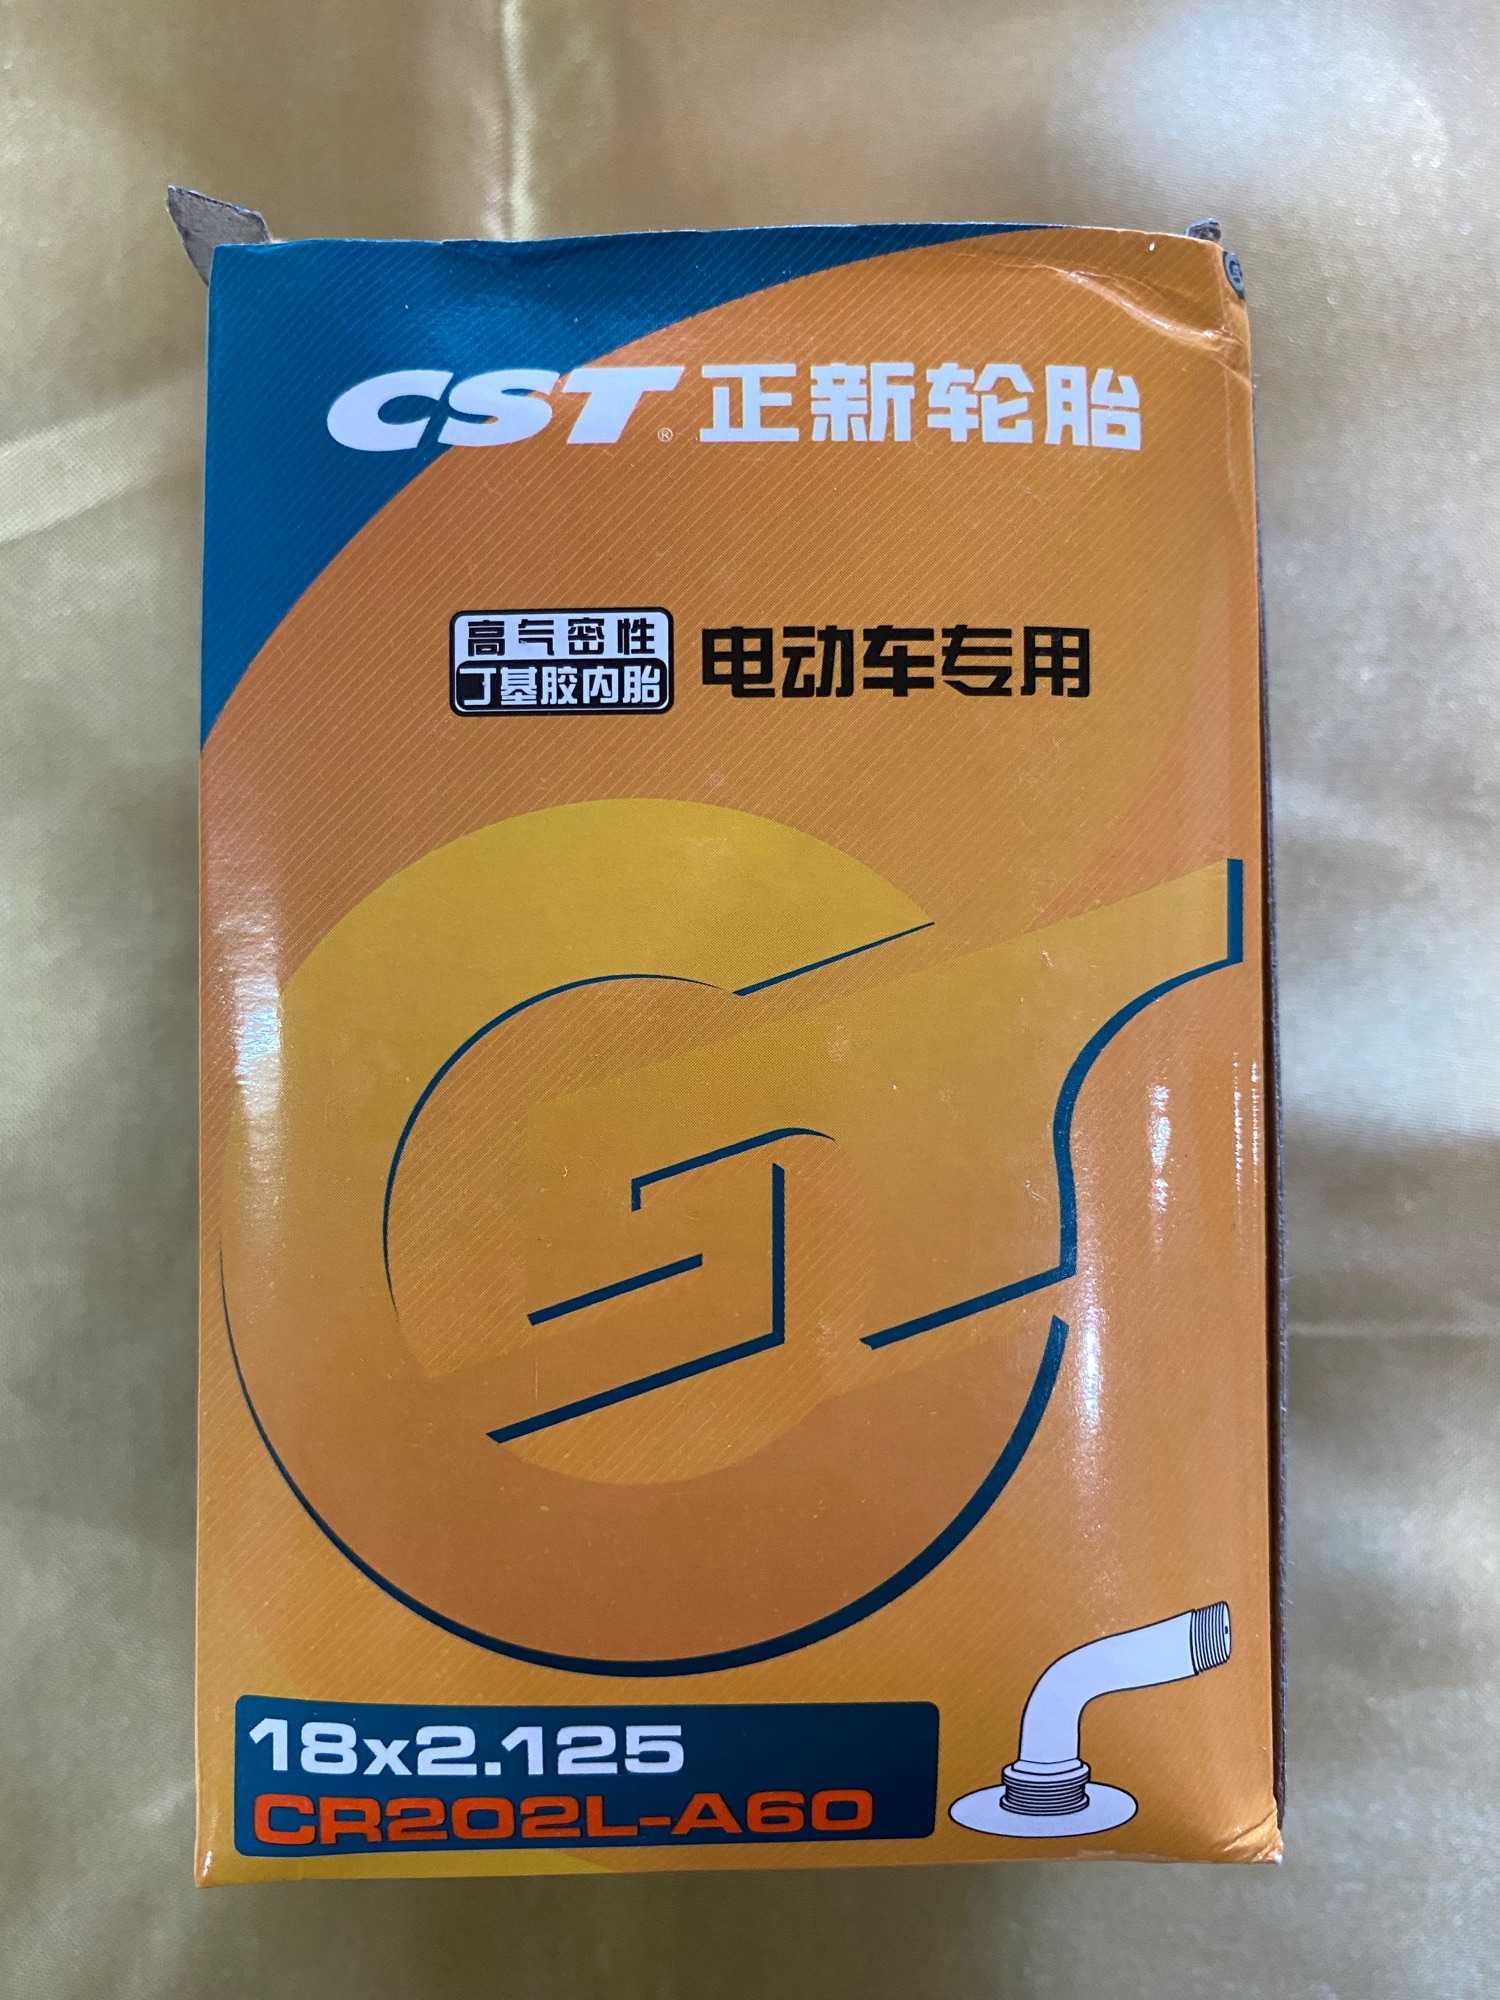 CST® 正新轮胎
高气密性
丁基胶内胎
电动车专用
18x2.125
CR202L-A60